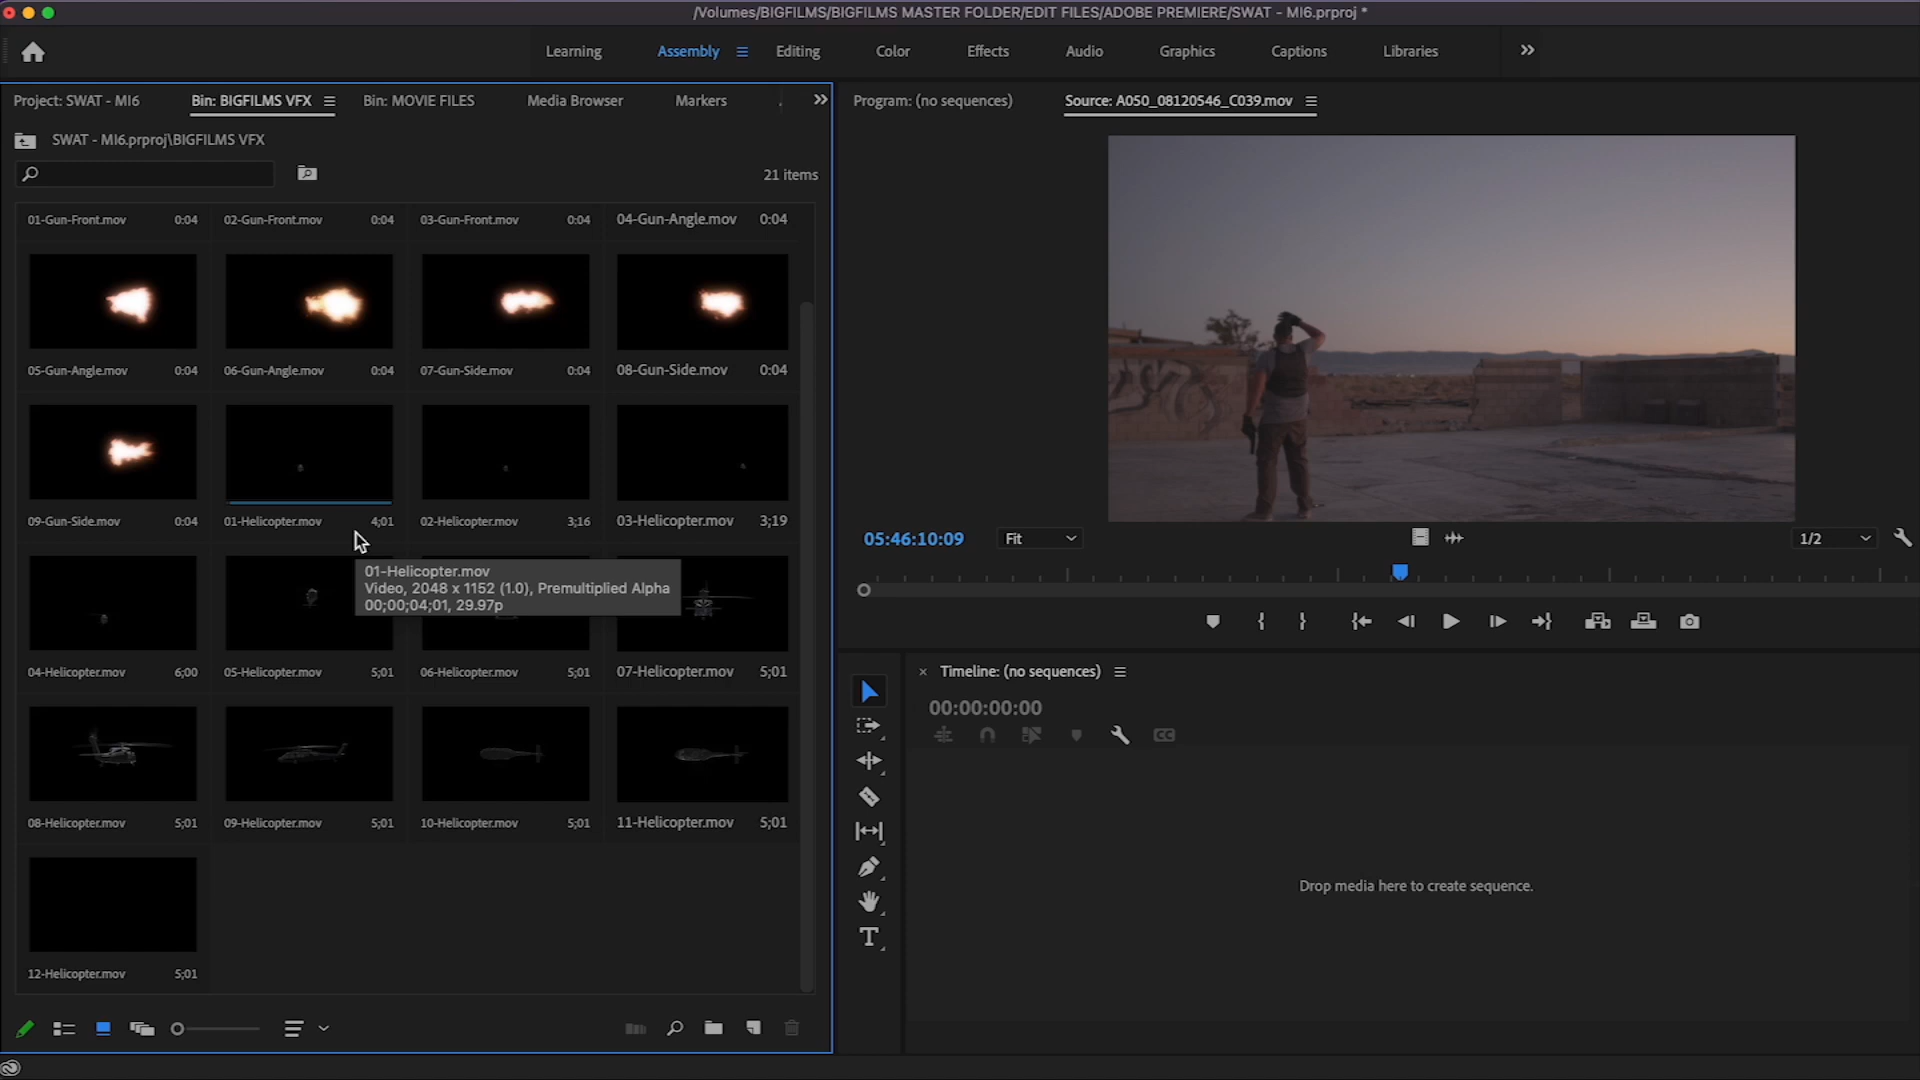 /Volumes/BIGFILMS/BIGFILMS MASTER FOLDER/EDIT FILES/ADOBE PREMIERE/SWAT - MI6.prproj *
Learning Assembly Editing Color Effects Audio Graphics Captions Libraries
Project: SWAT - MI6 Bin: BIGFILMS VFX Bin: MOVIE FILES Media Browser Markers
SWAT - MI6.prproj\BIGFILMS VFX
21 items
01-Gun-Front.mov 0:04 02-Gun-Front.mov 0:04 03-Gun-Front.mov 0:04 04-Gun-Angle.mov 0:04
05-Gun-Angle.mov 0:04 06-Gun-Angle.mov 0:04 07-Gun-Side.mov 0:04 08-Gun-Side.mov 0:04
09-Gun-Side.mov 0:04 01-Helicopter.mov 4;01 02-Helicopter.mov 3;16 03-Helicopter.mov 3;19
01-Helicopter.mov
Video, 2048 x 1152 (1.0), Premultiplied Alpha
00;00;04;01, 29.97p
04-Helicopter.mov 6;00 05-Helicopter.mov 5;01 06-Helicopter.mov 5;01 07-Helicopter.mov 5;01
08-Helicopter.mov 5;01 09-Helicopter.mov 5;01 10-Helicopter.mov 5;01 11-Helicopter.mov 5;01
12-Helicopter.mov 5;01
Program: (no sequences) Source: A050_08120546_C039.mov
05:46:10:09 Fit 1/2
Timeline: (no sequences)
00:00:00:00
CC
T
Drop media here to create sequence.